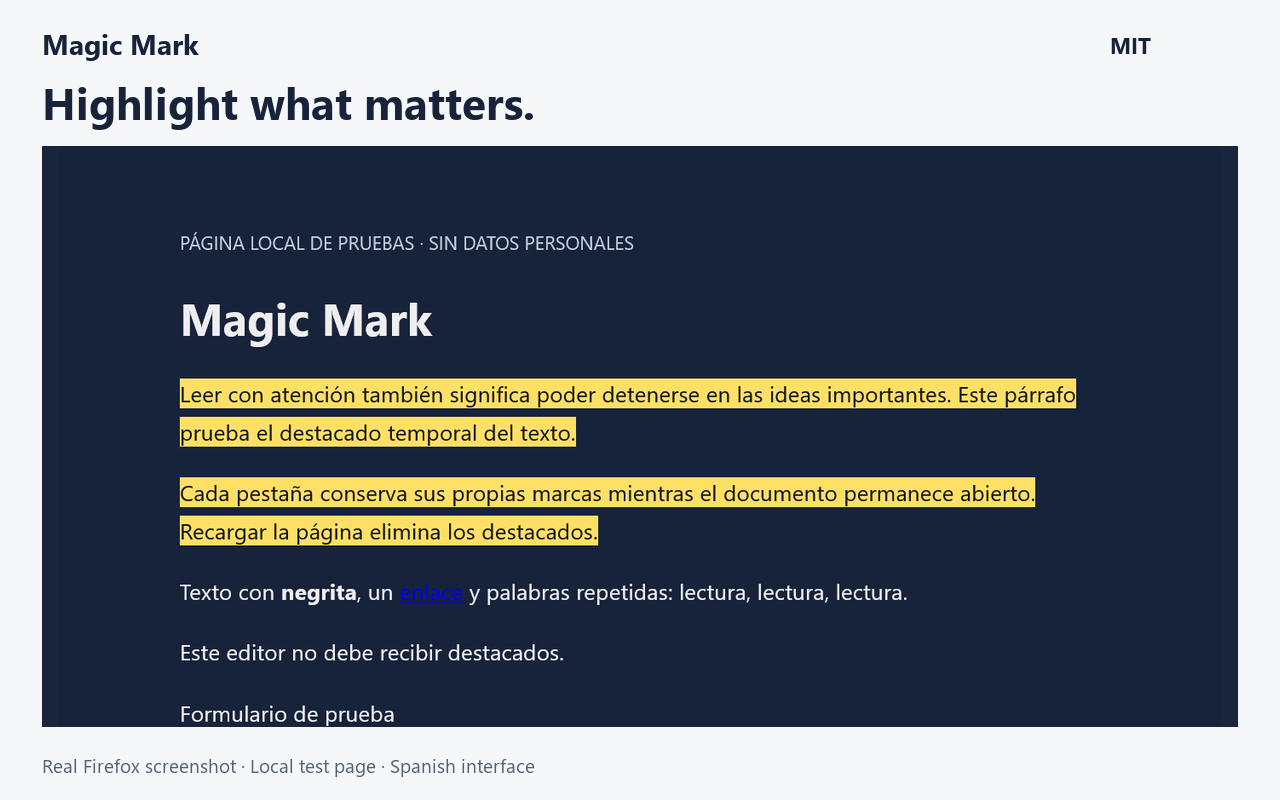 Magic Mark
MIT
Highlight what matters.
PÁGINA LOCAL DE PRUEBAS · SIN DATOS PERSONALES
Magic Mark
Leer con atención también significa poder detenerse en las ideas importantes. Este párrafo
prueba el destacado temporal del texto.
Cada pestaña conserva sus propias marcas mientras el documento permanece abierto.
Recargar la página elimina los destacados.
Texto con negrita, un enlace y palabras repetidas: lectura, lectura, lectura.
Este editor no debe recibir destacados.
Formulario de prueba
Real Firefox screenshot · Local test page · Spanish interface